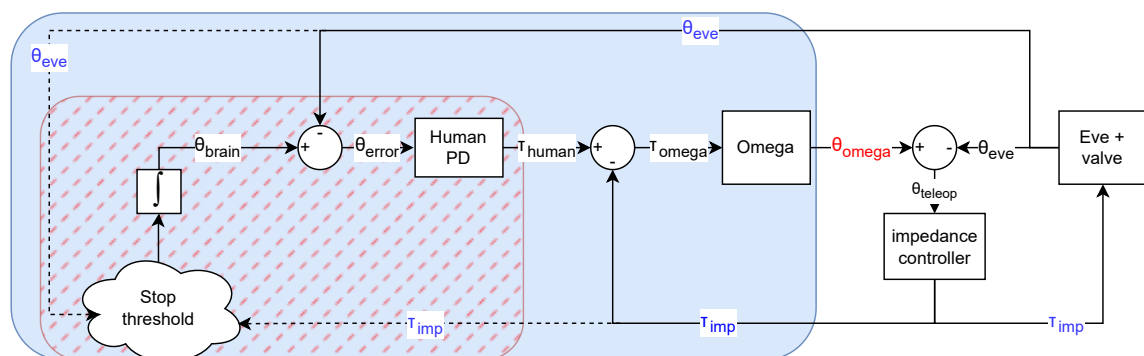 θeve
θeve
θbrain
+
-
θerror
Human
PD
τhuman
+
-
τomega
Omega
θomega
+
-
θeve
Eve +
valve
θteleop
∫
impedance
controller
Stop
threshold
τimp
τimp
τimp